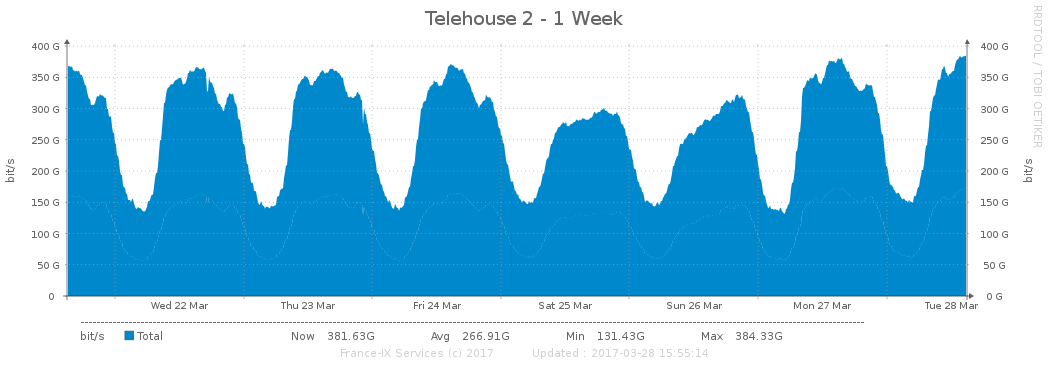 Telehouse 2 - 1 Week
RRDTOOL / TOBI OETIKER
400 G 400 G
350 G 350 G
300 G 300 G
250 G 250 G
200 G 200 G
150 G 150 G
100 G 100 G
50 G 50 G
0 0 G
bit/s bit/s
Wed 22 Mar Thu 23 Mar Fri 24 Mar Sat 25 Mar Sun 26 Mar Mon 27 Mar Tue 28 Mar
bit/s Total Now 381.63G Avg 266.91G Min 131.43G Max 384.33G
France-IX Services (c) 2017 Updated : 2017-03-28 15:55:14